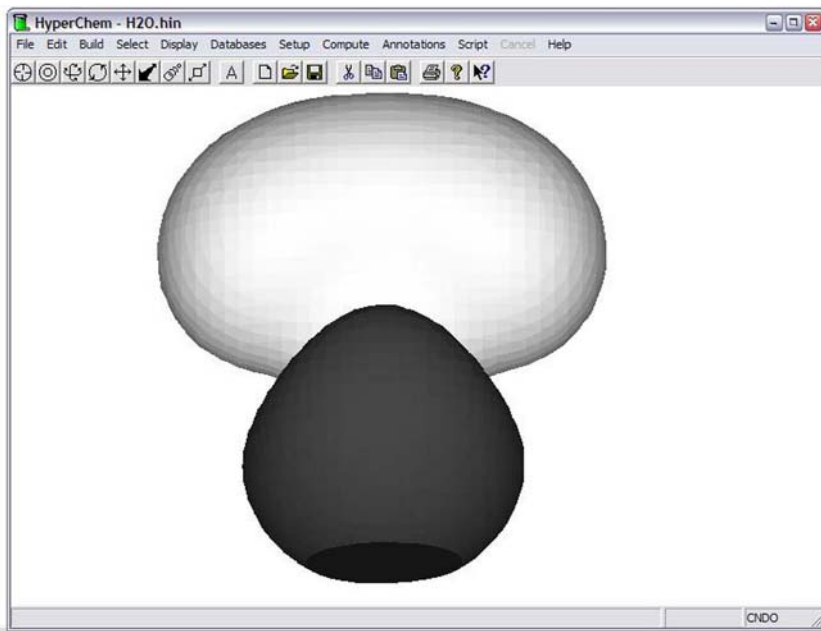 HyperChem - H2O.hin
File Edit Build Select Display Databases Setup Compute Annotations Script Cancel Help
A
CNDO